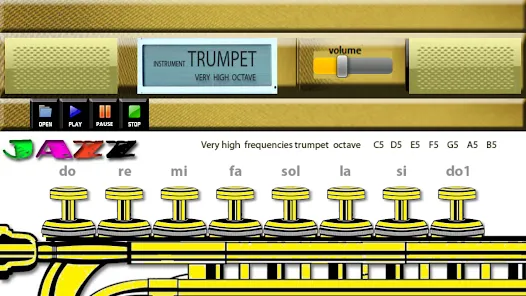 volume
INSTRUMENT TRUMPET
VERY HIGH OCTAVE
OPEN PLAY PAUSE STOP
JAZZ
Very high frequencies trumpet octave C5 D5 E5 F5 G5 A5 B5
do re mi fa sol la si do1